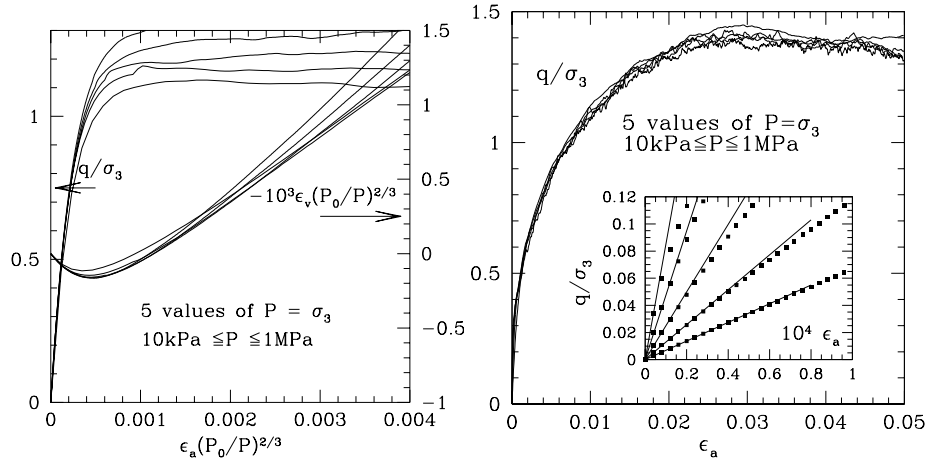 1
0.5
0
1.5
1
0.5
0
−0.5
−1
q/σ3
−10³εv(P0/P)^2/3
5 values of P = σ3
10kPa ≦P ≦1MPa
0 0.001 0.002 0.003 0.004
εa(P0/P)^2/3
1.5
1
0.5
0
q/σ3
5 values of P=σ3
10kPa≦P≦1MPa
0.12
0.1
0.08
0.06
0.04
0.02
0
q/σ3
10⁴ εa
0 0.2 0.4 0.6 0.8 1
0 0.01 0.02 0.03 0.04 0.05
εa